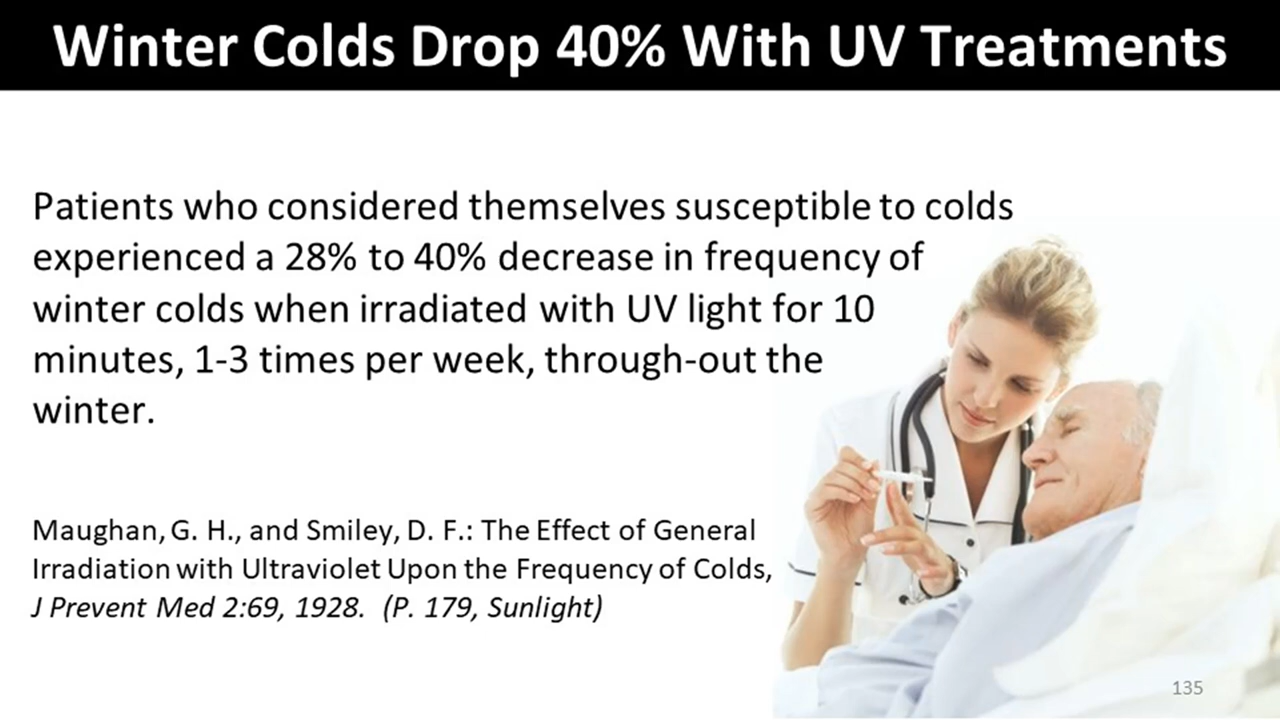 Winter Colds Drop 40% With UV Treatments
Patients who considered themselves susceptible to colds
experienced a 28% to 40% decrease in frequency of
winter colds when irradiated with UV light for 10
minutes, 1-3 times per week, through-out the
winter.
Maughan, G. H., and Smiley, D. F.: The Effect of General
Irradiation with Ultraviolet Upon the Frequency of Colds,
J Prevent Med 2:69, 1928. (P. 179, Sunlight)
135